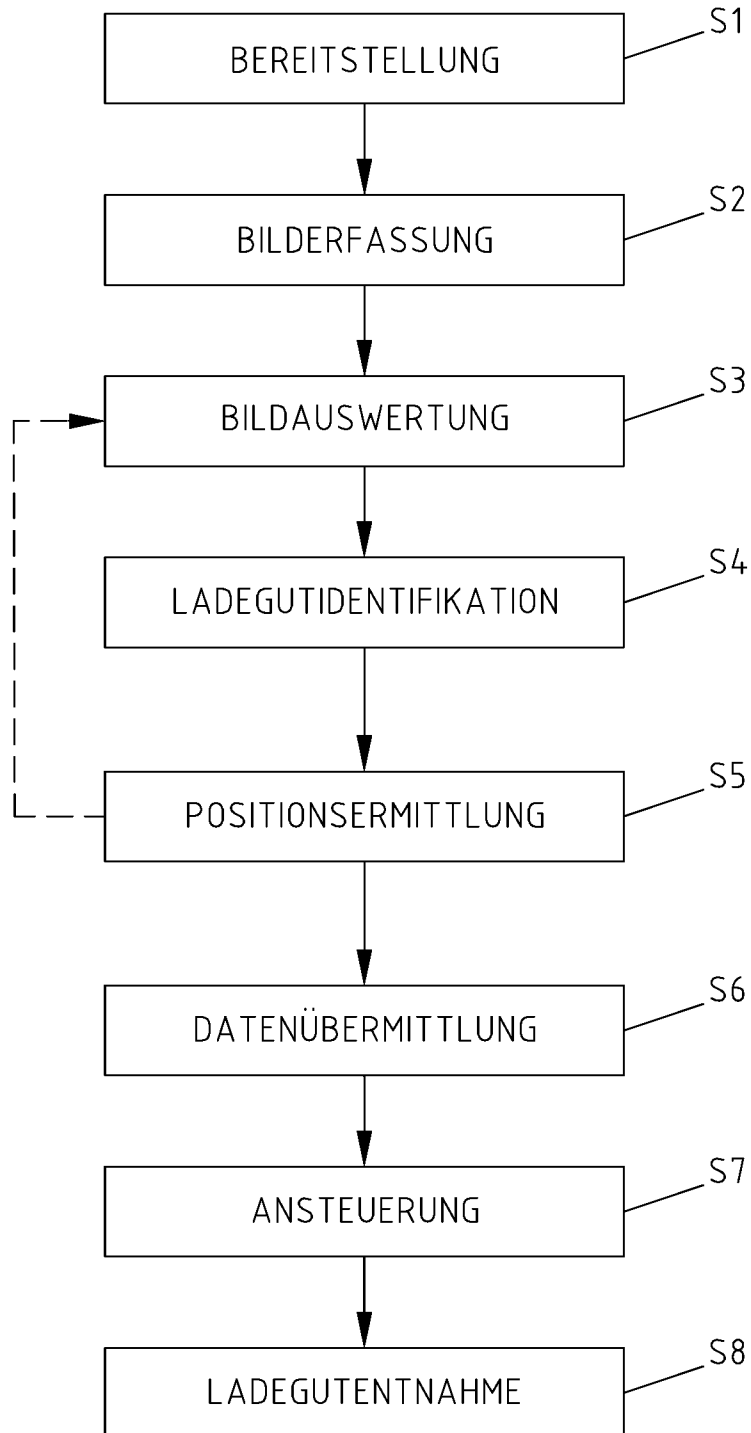 S1
BEREITSTELLUNG
S2
BILDERFASSUNG
S3
BILDAUSWERTUNG
S4
LADEGUTIDENTIFIKATION
S5
POSITIONSERMITTLUNG
S6
DATENÜBERMITTLUNG
S7
ANSTEUERUNG
S8
LADEGUTENTNAHME